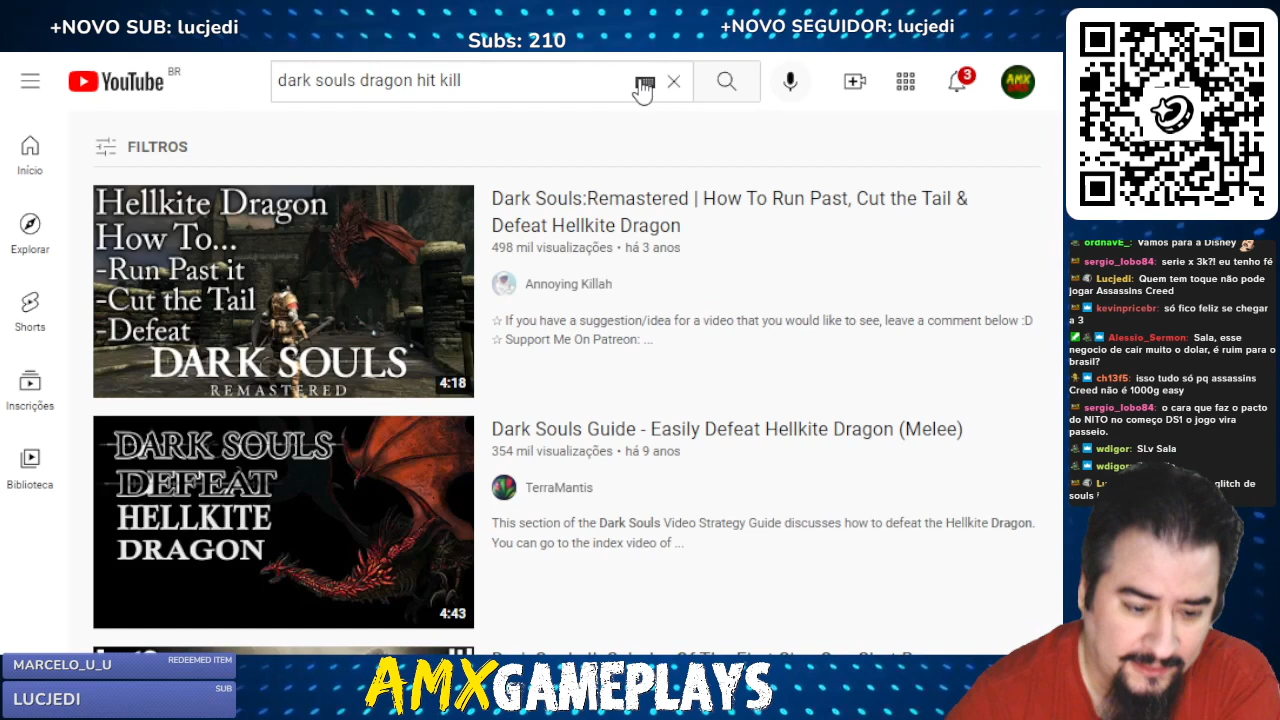 +NOVO SUB: lucjedi
Subs: 210
+NOVO SEGUIDOR: lucjedi
YouTube BR
dark souls dragon hit kill
3
AMX
FILTROS
Início
Explorar
Shorts
Inscrições
Biblioteca
Hellkite Dragon
How To...
-Run Past it
-Cut the Tail
-Defeat
DARK SOULS
REMASTERED
4:18
Dark Souls:Remastered | How To Run Past, Cut the Tail &
Defeat Hellkite Dragon
498 mil visualizações • há 3 anos
Annoying Killah
☆ If you have a suggestion/idea for a video that you would like to see, leave a comment below :D
☆ Support Me On Patreon: ...
DARK SOULS
DEFEAT
HELLKITE
DRAGON
4:43
Dark Souls Guide - Easily Defeat Hellkite Dragon (Melee)
354 mil visualizações • há 9 anos
TerraMantis
This section of the Dark Souls Video Strategy Guide discusses how to defeat the Hellkite Dragon.
You can go to the index video of ...
ordnavE_: Vamos para a Disney
sergio_lobo84: serie x 3k?! eu tenho fé
Lucjedi: Quem tem toque não pode
jogar Assassins Creed
kevinpricebr: só fico feliz se chegar
a 3
Alessio_Sermon: Sala, esse
negocio de cair muito o dolar, é ruim para o
brasil?
ch13f5: isso tudo só pq assassins
Creed não é 1000g easy
sergio_lobo84: o cara que faz o pacto
do NITO no começo DS1 o jogo vira
passeio.
wdigor: SLv Sala
wdigor:
glitch de
souls
MARCELO_U_U
REDEEMED ITEM
LUCJEDI
SUB
AMXGAMEPLAYS